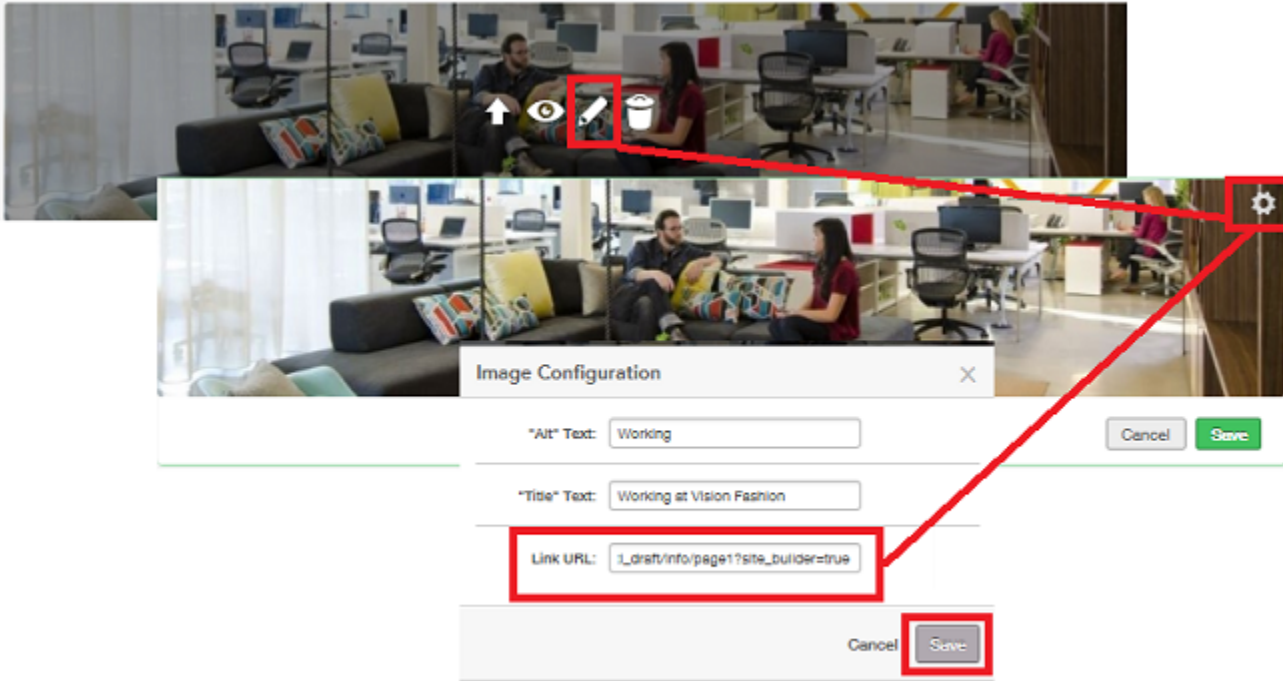 Image Configuration
"Alt" Text: Working
Cancel Save
"Title" Text: Working at Vision Fashion
Link URL: :l_draft/info/page1?site_builder=true
Cancel Save